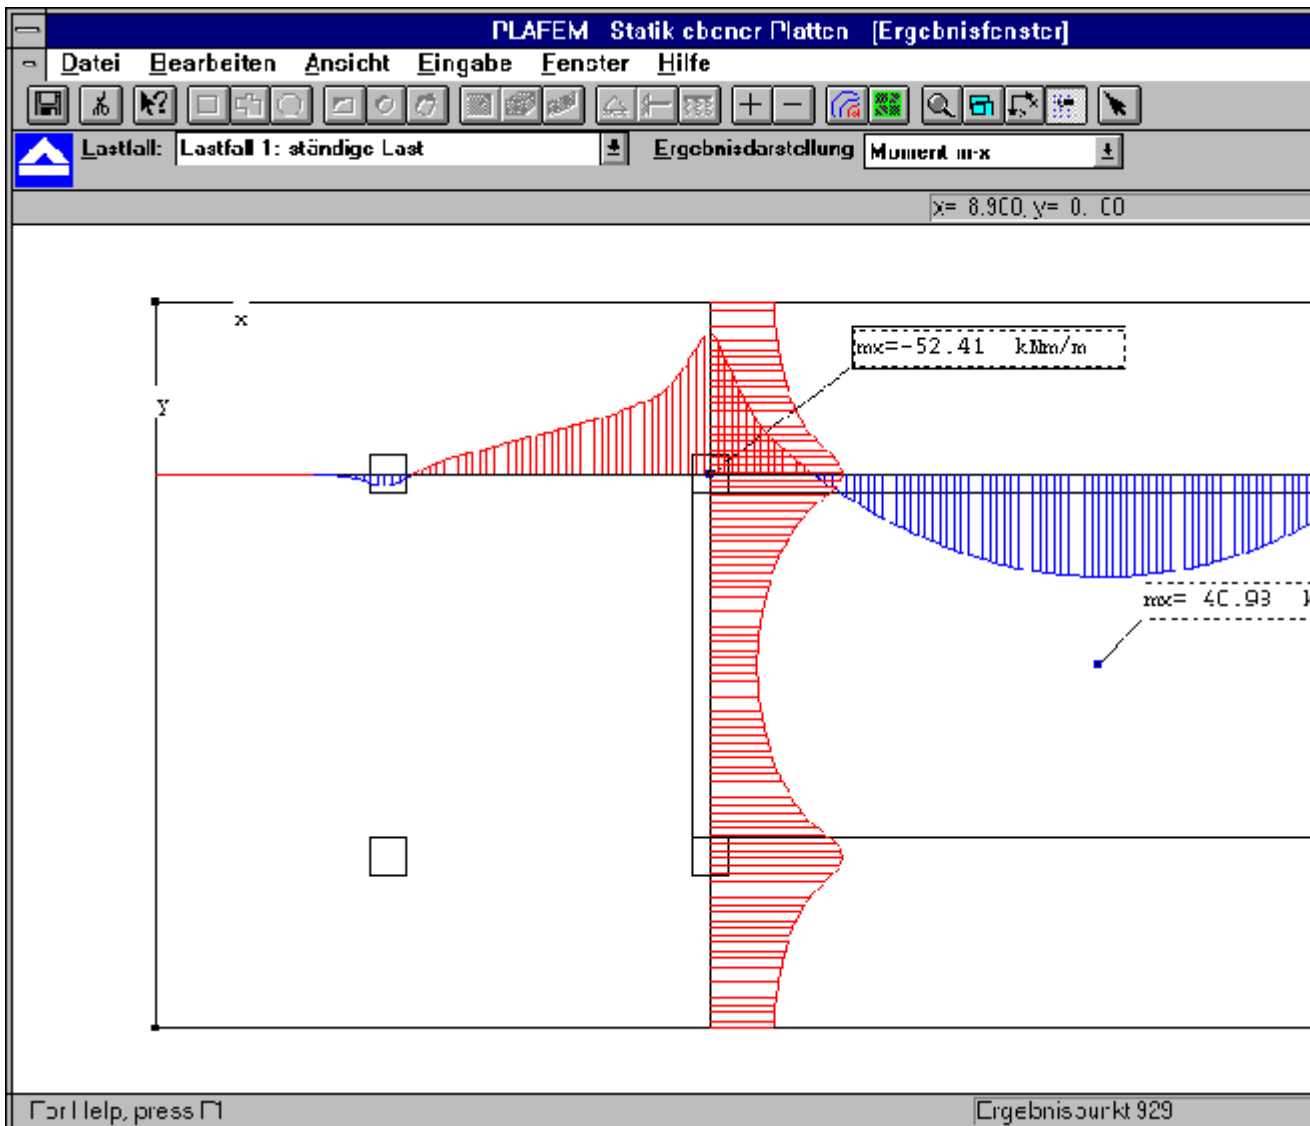 PLAFEM Statik ebener Platten [Ergebnisfenster]
Datei Bearbeiten Ansicht Eingabe Fenster Hilfe
Lastfall: Lastfall 1: ständige Last Ergebnisdarstellung Moment m-x
x= 8.900, y= 0. 00
x
mx=-52.41 kNm/m
y
mx= 40.93
For Help, press F1 Ergebnispunkt 929